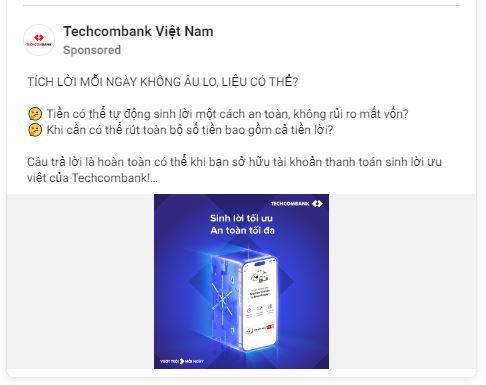 TECHCOMBANK
Techcombank Việt Nam
Sponsored
TÍCH LỜI MỖI NGÀY KHÔNG ÂU LO, LIỆU CÓ THỂ?
🤔 Tiền có thể tự động sinh lời một cách an toàn, không rủi ro mất vốn?
🤔 Khi cần có thể rút toàn bộ số tiền bao gồm cả tiền lời?
Câu trả lời là hoàn toàn có thể khi bạn sở hữu tài khoản thanh toán sinh lời ưu
việt của Techcombank!...
TECHCOMBANK
Sinh lời tối ưu
An toàn tối đa
VƯỢT TRỘI MỖI NGÀY